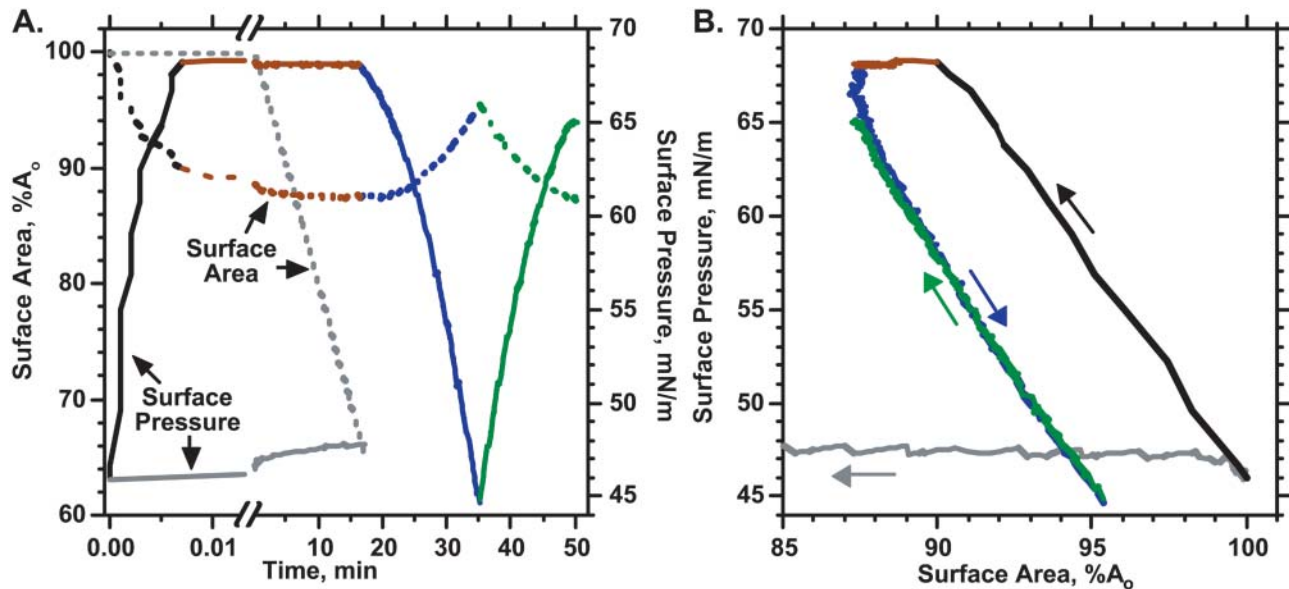 A.
Suface Area, %Ao
100
90
80
70
60
Surface
Area
Surface
Pressure
0.00
0.01
10
20
30
40
50
Time, min
70
65
60
55
50
45
Surface Pressure, mN/m
B.
Surface Pressure, mN/m
70
65
60
55
50
45
85
90
95
100
Surface Area, %Ao